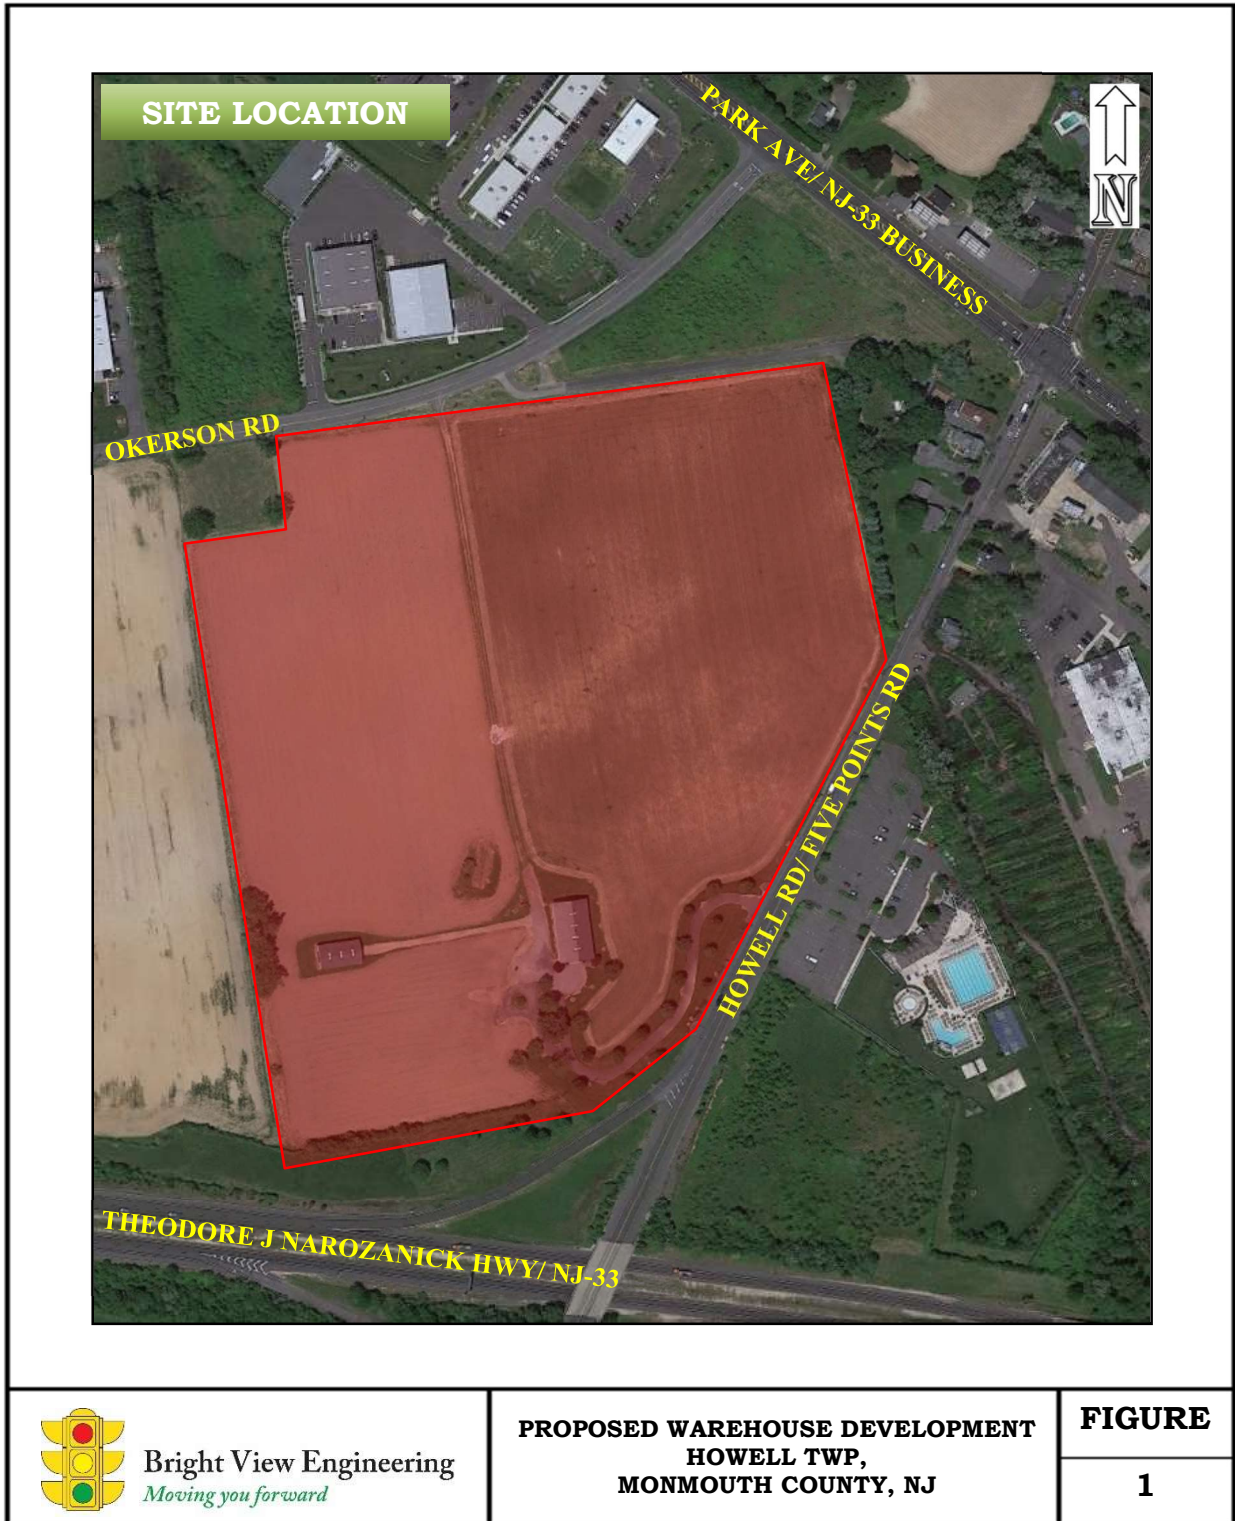 SITE LOCATION
N
PARK AVE/ NJ-33 BUSINESS
OKERSON RD
HOWELL RD/ FIVE POINTS RD
THEODORE J NAROZANICK HWY/ NJ-33
Bright View Engineering
Moving you forward
PROPOSED WAREHOUSE DEVELOPMENT
HOWELL TWP,
MONMOUTH COUNTY, NJ
FIGURE
1